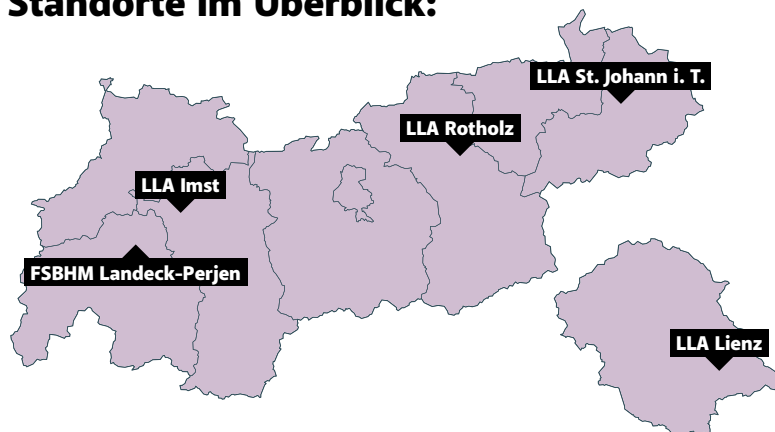 Standorte im Überblick:
LLA St. Johann i. T.
LLA Rotholz
LLA Imst
FSBHM Landeck-Perjen
LLA Lienz